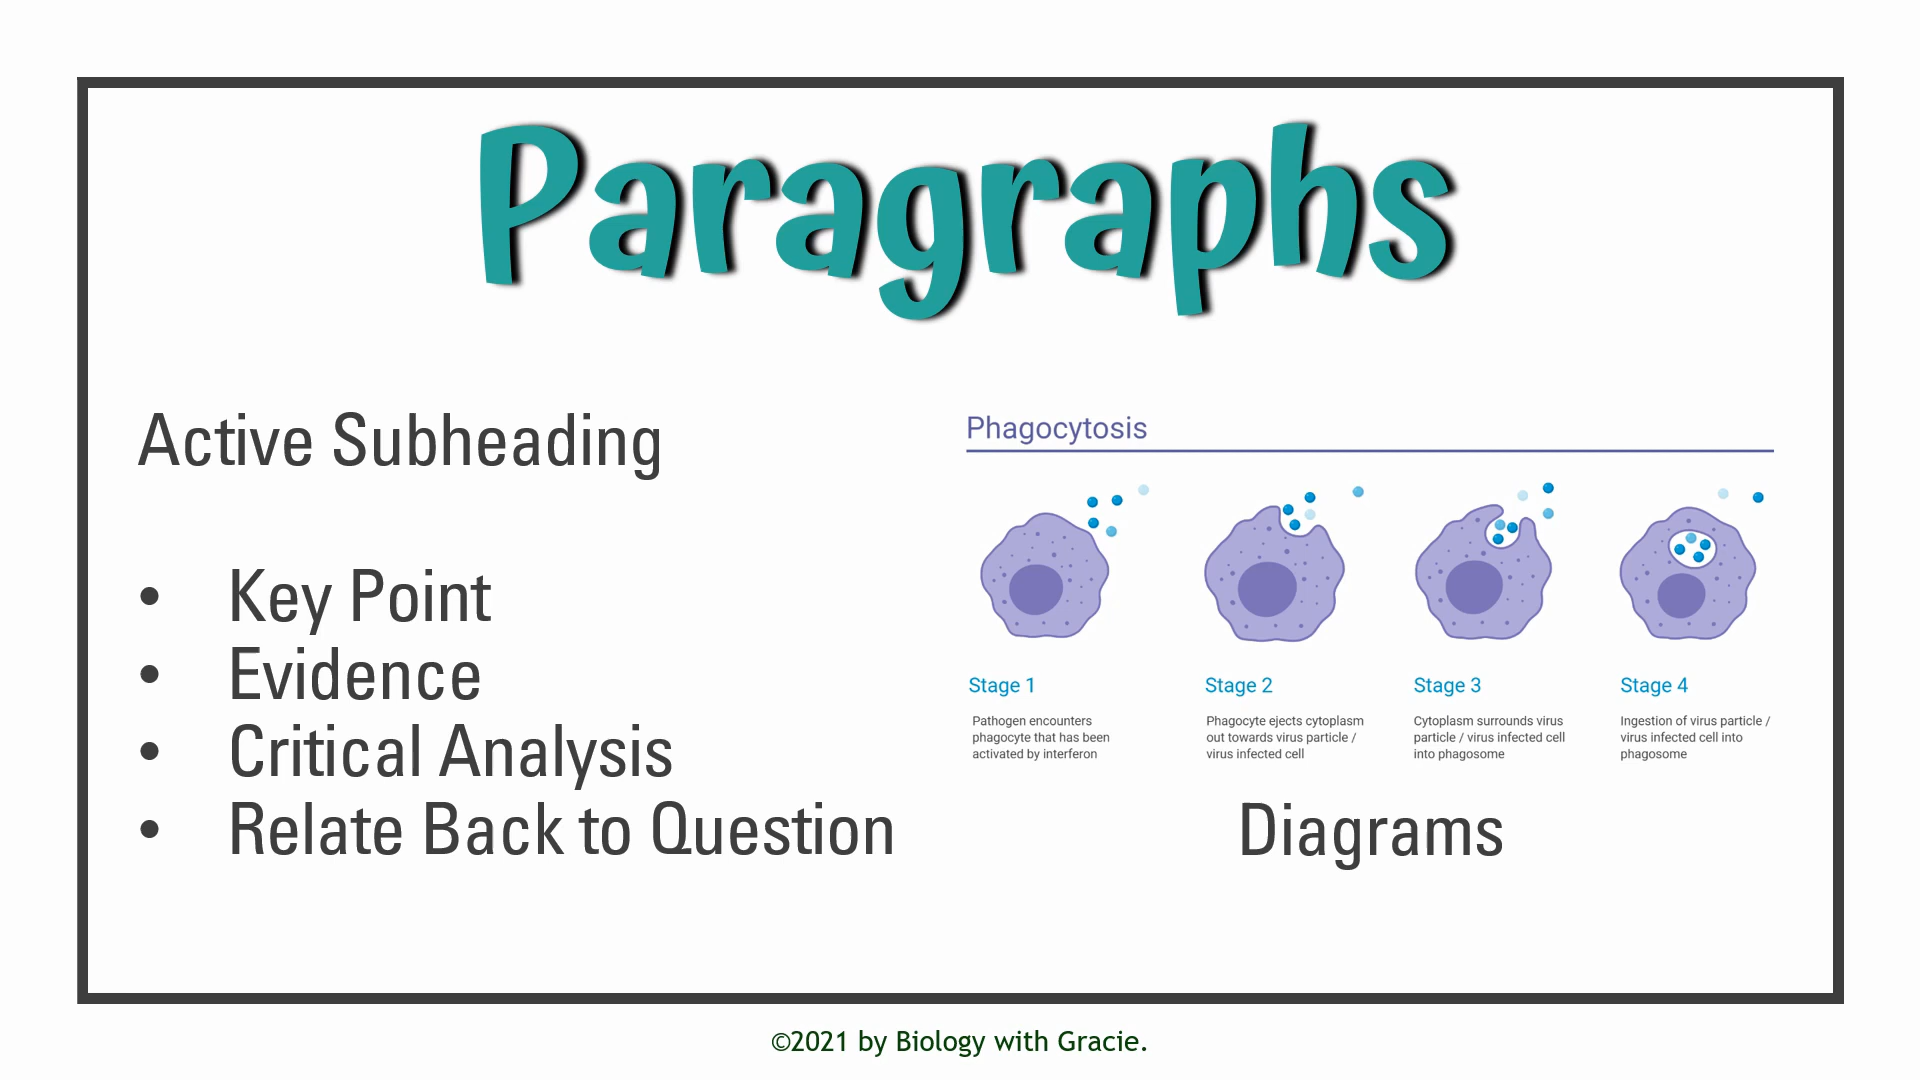 Paragraphs
Active Subheading
• Key Point
• Evidence
• Critical Analysis
• Relate Back to Question
Phagocytosis
Stage 1
Pathogen encounters
phagocyte that has been
activated by interferon
Stage 2
Phagocyte ejects cytoplasm
out towards virus particle /
virus infected cell
Stage 3
Cytoplasm surrounds virus
particle / virus infected cell
into phagosome
Stage 4
Ingestion of virus particle /
virus infected cell into
phagosome
Diagrams
©2021 by Biology with Gracie.